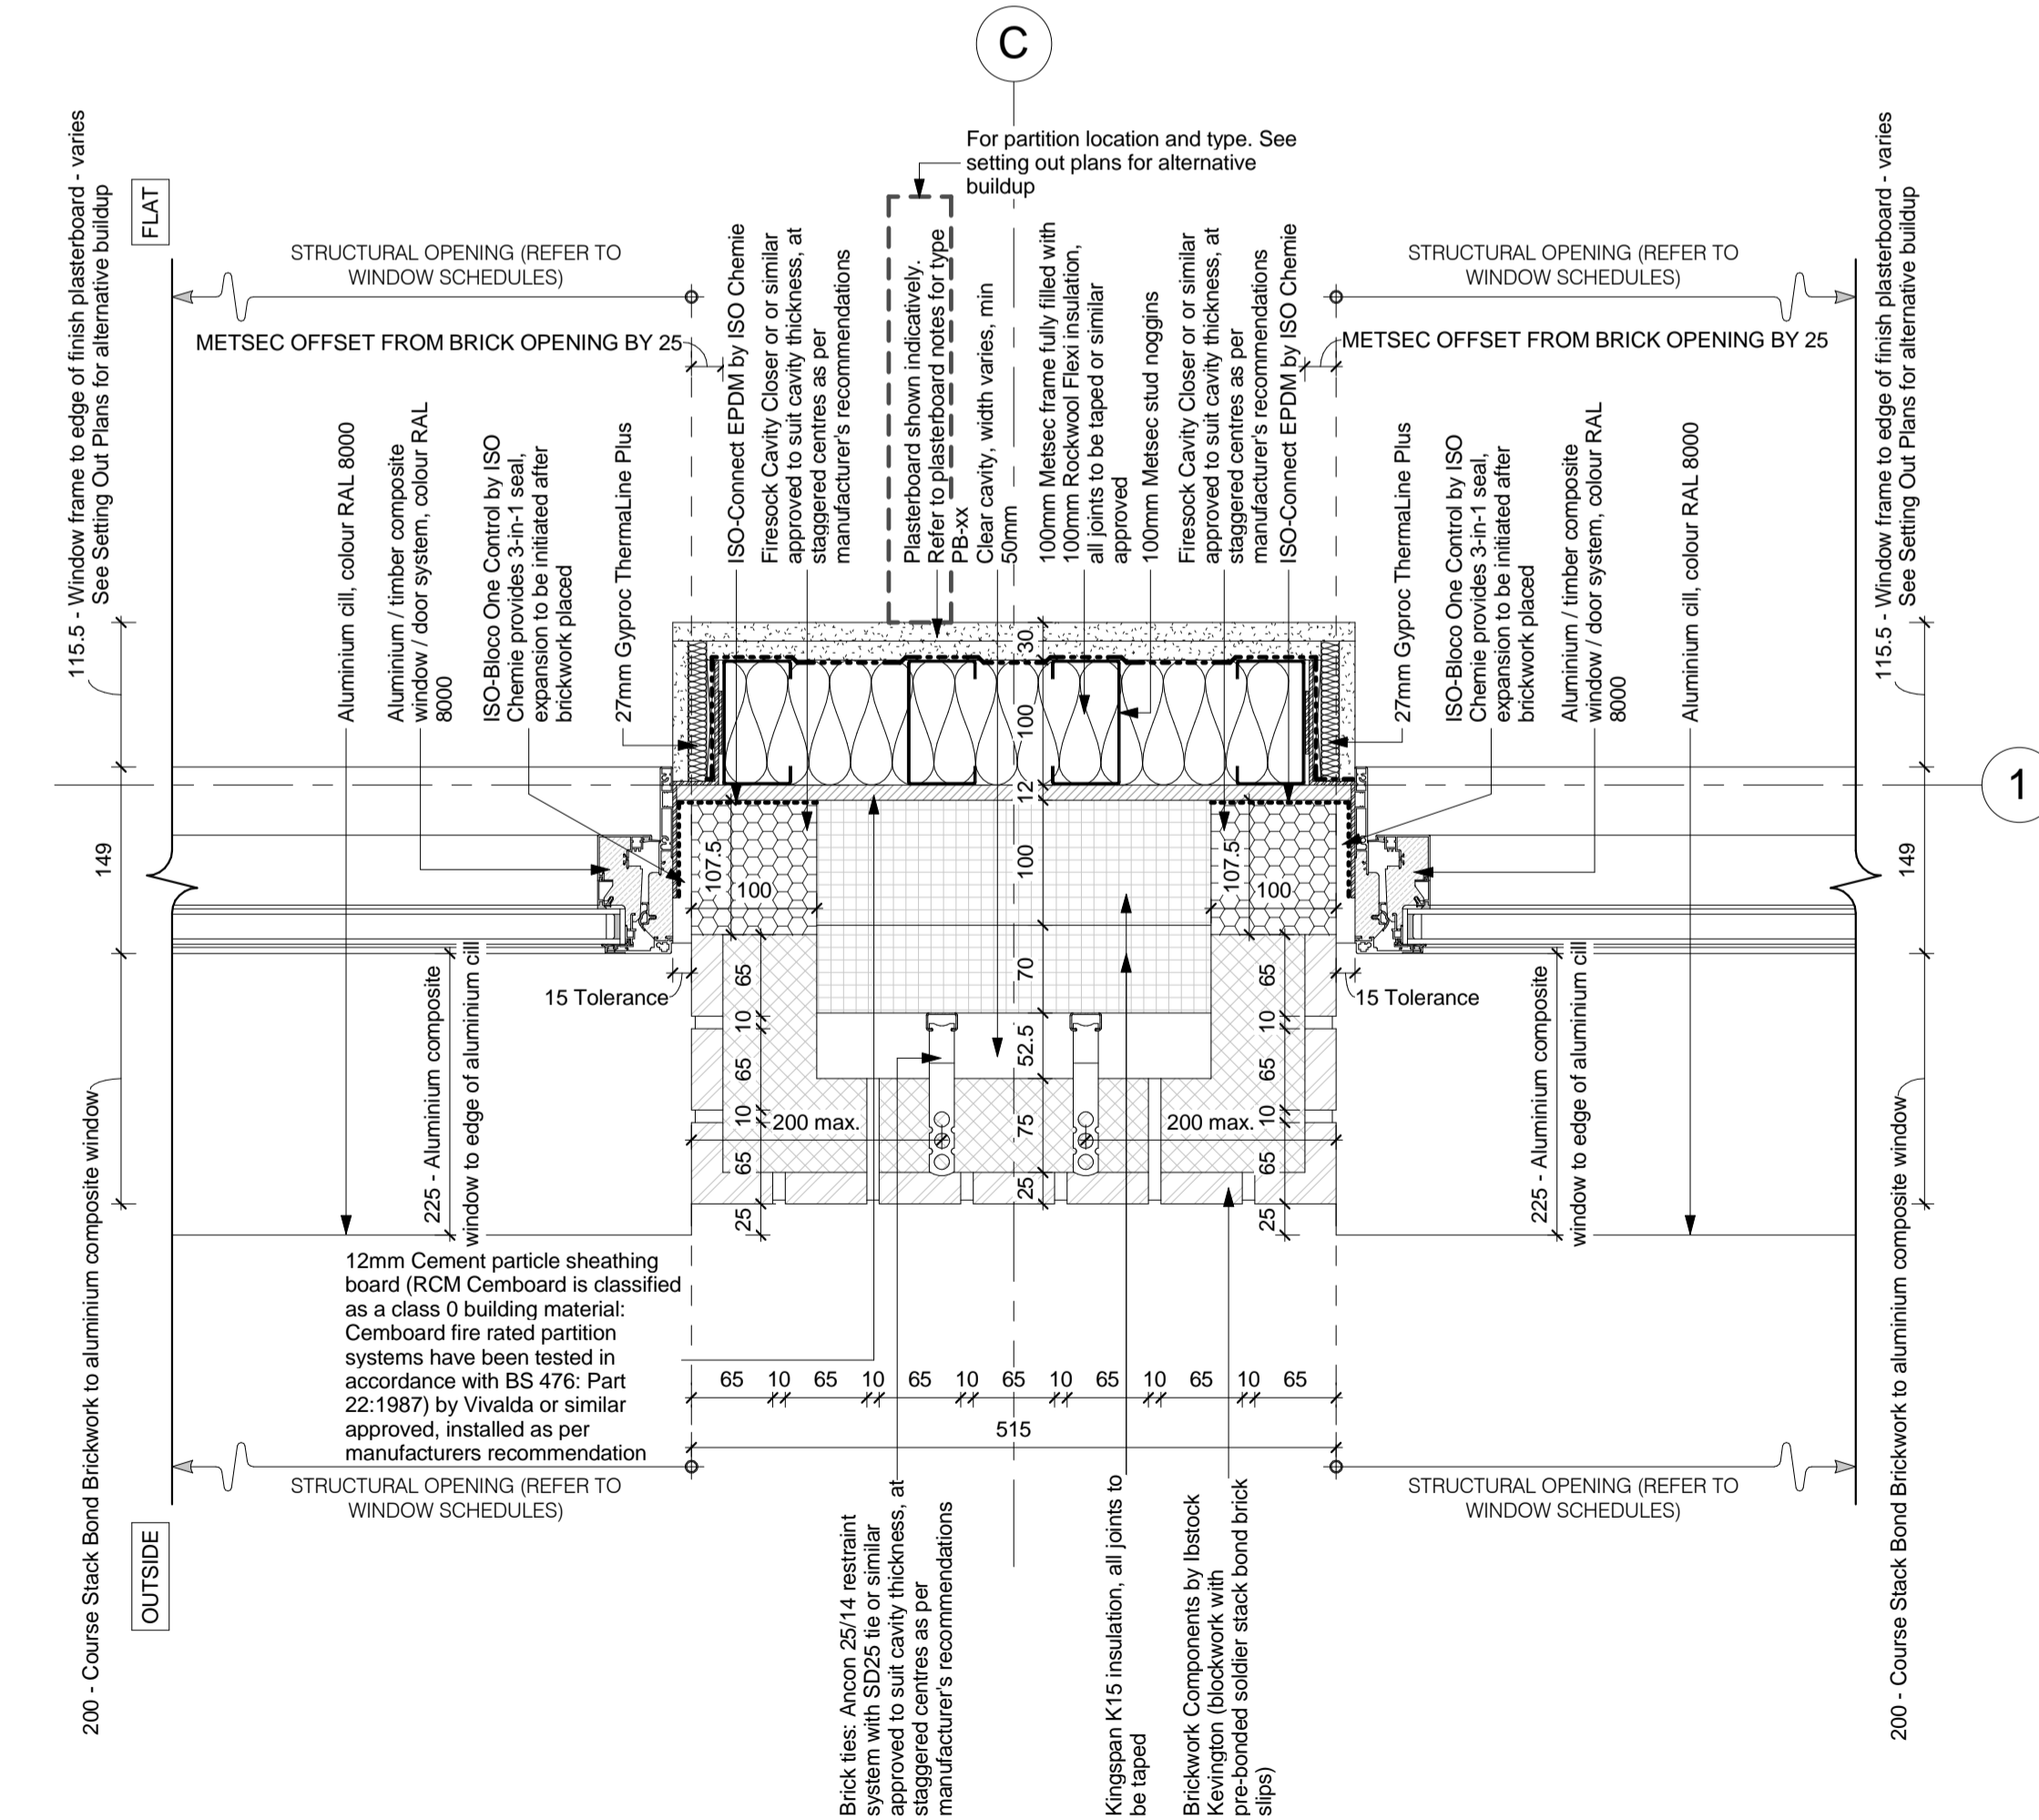 C
For partition location and type. See
setting out plans for alternative
buildup
115.5 - Window frame to edge of finish plasterboard - varies
See Setting Out Plans for alternative buildup
FLAT
STRUCTURAL OPENING (REFER TO
WINDOW SCHEDULES)
METSEC OFFSET FROM BRICK OPENING BY 25
Aluminium cill, colour RAL 8000
Aluminium / timber composite
window / door system, colour RAL
8000
ISO-Bloco One Control by ISO
Chemie provides 3-in-1 seal,
expansion to be initiated after
brickwork placed
27mm Gyproc ThermaLine Plus
ISO-Connect EPDM by ISO Chemie
Firesock Cavity Closer or or similar
approved to suit cavity thickness, at
staggered centres as per
manufacturer's recommendations
Plasterboard shown indicatively.
Refer to plasterboard notes for type
PB-xx
Clear cavity, width varies, min
50mm
100mm Metsec frame fully filled with
100mm Rockwool Flexi insulation,
all joints to be taped or similar
approved
100mm Metsec stud noggins
Firesock Cavity Closer or or similar
approved to suit cavity thickness, at
staggered centres as per
manufacturer's recommendations
ISO-Connect EPDM by ISO Chemie
STRUCTURAL OPENING (REFER TO
WINDOW SCHEDULES)
METSEC OFFSET FROM BRICK OPENING BY 25
27mm Gyproc ThermaLine Plus
ISO-Bloco One Control by ISO
Chemie provides 3-in-1 seal,
expansion to be initiated after
brickwork placed
Aluminium / timber composite
window / door system, colour RAL
8000
Aluminium cill, colour RAL 8000
115.5 - Window frame to edge of finish plasterboard - varies
See Setting Out Plans for alternative buildup
1
30
100
12
100
70
52.5
75
25
149
107.5
100
107.5
100
149
65
10
65
10
65
25
65
10
65
10
65
25
15 Tolerance
15 Tolerance
200 max.
200 max.
225 - Aluminium composite
window to edge of aluminium cill
225 - Aluminium composite
window to edge of aluminium cill
200 - Course Stack Bond Brickwork to aluminium composite window
200 - Course Stack Bond Brickwork to aluminium composite window
12mm Cement particle sheathing
board (RCM Cemboard is classified
as a class 0 building material:
Cemboard fire rated partition
systems have been tested in
accordance with BS 476: Part
22:1987) by Vivalda or similar
approved, installed as per
manufacturers recommendation
65 10 65 10 65 10 65 10 65 10 65 10 65
515
STRUCTURAL OPENING (REFER TO
WINDOW SCHEDULES)
STRUCTURAL OPENING (REFER TO
WINDOW SCHEDULES)
OUTSIDE
Brick ties: Ancon 25/14 restraint
system with SD25 tie or similar
approved to suit cavity thickness, at
staggered centres as per
manufacturer's recommendations
Kingspan K15 insulation, all joints to
be taped
Brickwork Components by Ibstock
Kevington (blockwork with
pre-bonded soldier stack bond brick
slips)